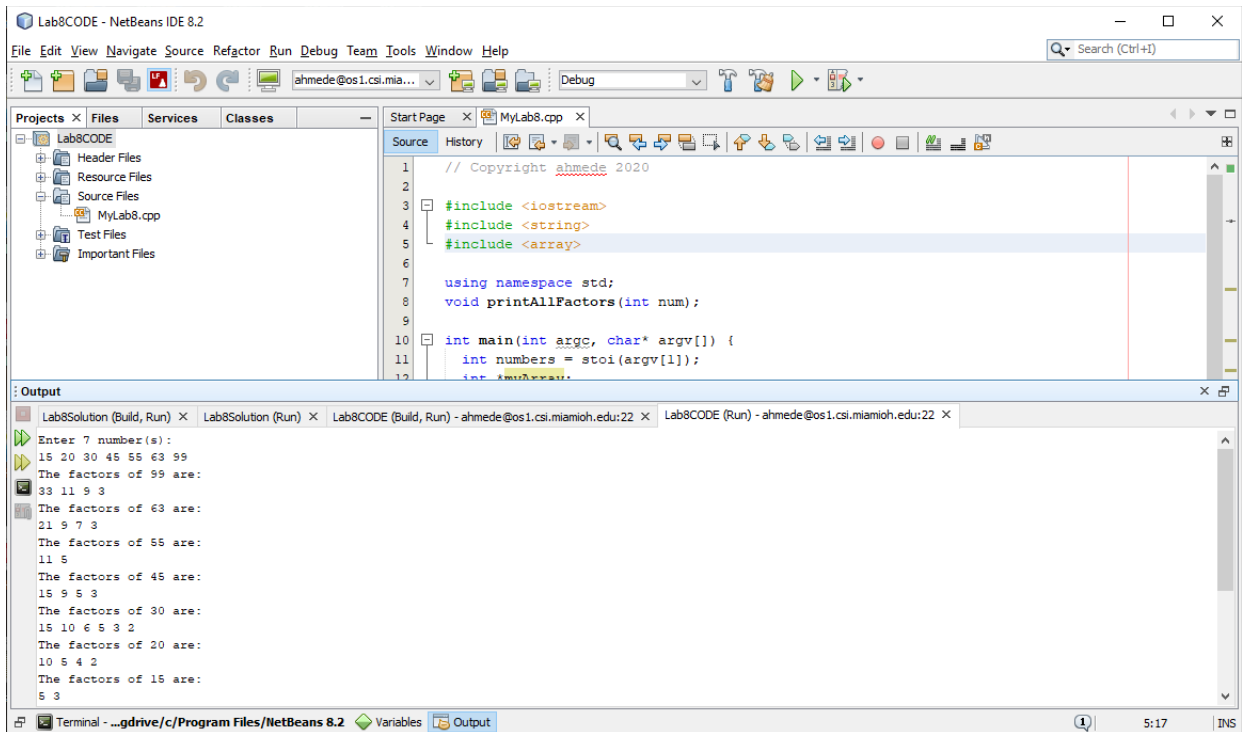 Lab8CODE - NetBeans IDE 8.2
File Edit View Navigate Source Refactor Run Debug Team Tools Window Help
Search (Ctrl+I)
ahmede@os1.csi.mia... Debug
Projects Files Services Classes
Start Page MyLab8.cpp
Lab8CODE
Header Files
Resource Files
Source Files
MyLab8.cpp
Test Files
Important Files
Source History
1 // Copyright ahmede 2020
2
3 #include <iostream>
4 #include <string>
5 #include <array>
6
7 using namespace std;
8 void printAllFactors(int num);
9
10 int main(int argc, char* argv[]) {
11 int numbers = stoi(argv[1]);
12 int *myArray;
Output
Lab8Solution (Build, Run) Lab8Solution (Run) Lab8CODE (Build, Run) - ahmede@os1.csi.miamioh.edu:22 Lab8CODE (Run) - ahmede@os1.csi.miamioh.edu:22
Enter 7 number(s):
15 20 30 45 55 63 99
The factors of 99 are:
33 11 9 3
The factors of 63 are:
21 9 7 3
The factors of 55 are:
11 5
The factors of 45 are:
15 9 5 3
The factors of 30 are:
15 10 6 5 3 2
The factors of 20 are:
10 5 4 2
The factors of 15 are:
5 3
Terminal - ...gdrive/c/Program Files/NetBeans 8.2 Variables Output 1 5:17 INS